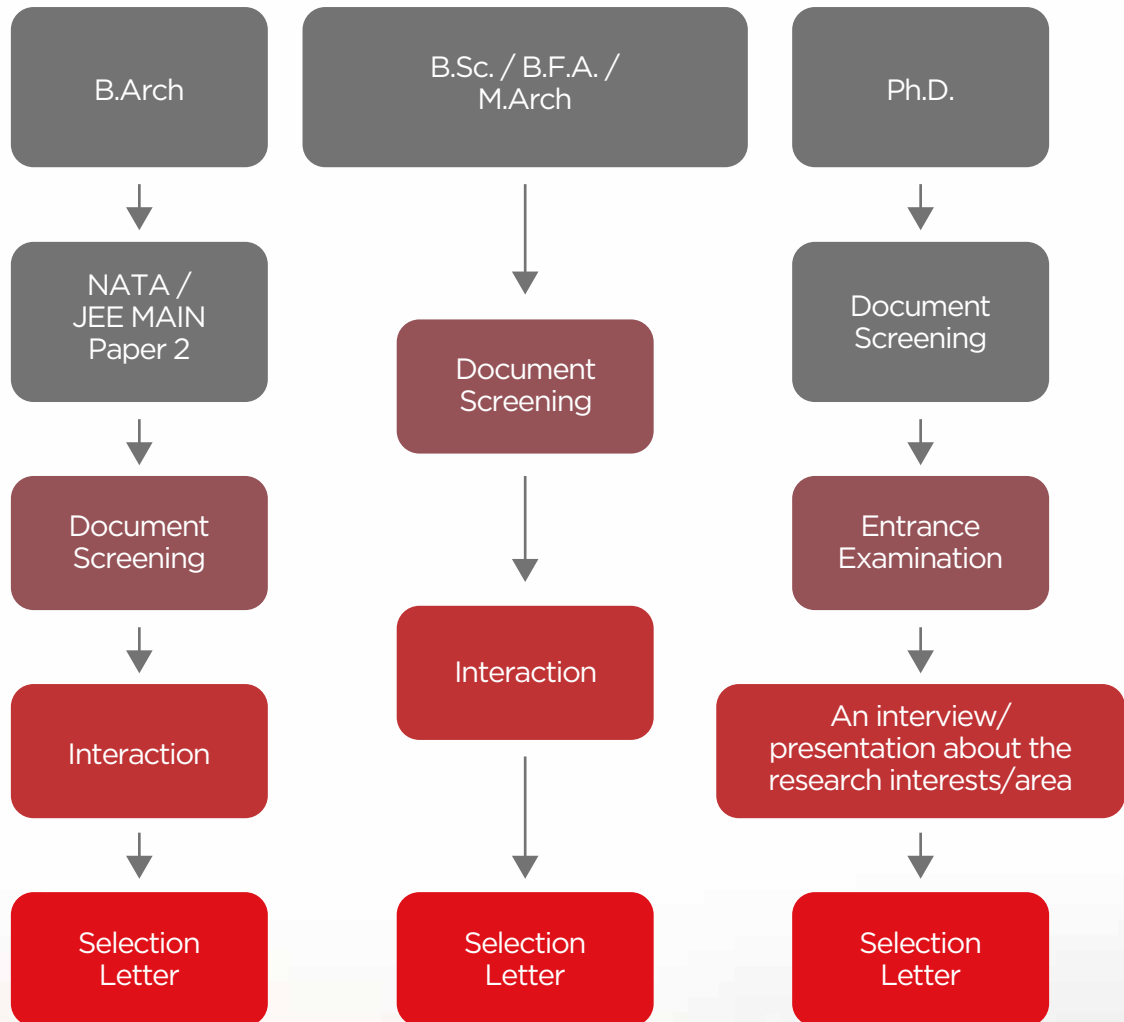 B.Arch
NATA /
JEE MAIN
Paper 2
Document
Screening
Interaction
Selection
Letter
B.Sc. / B.F.A. /
M.Arch
Document
Screening
Interaction
Selection
Letter
Ph.D.
Document
Screening
Entrance
Examination
An interview/
presentation about the
research interests/area
Selection
Letter